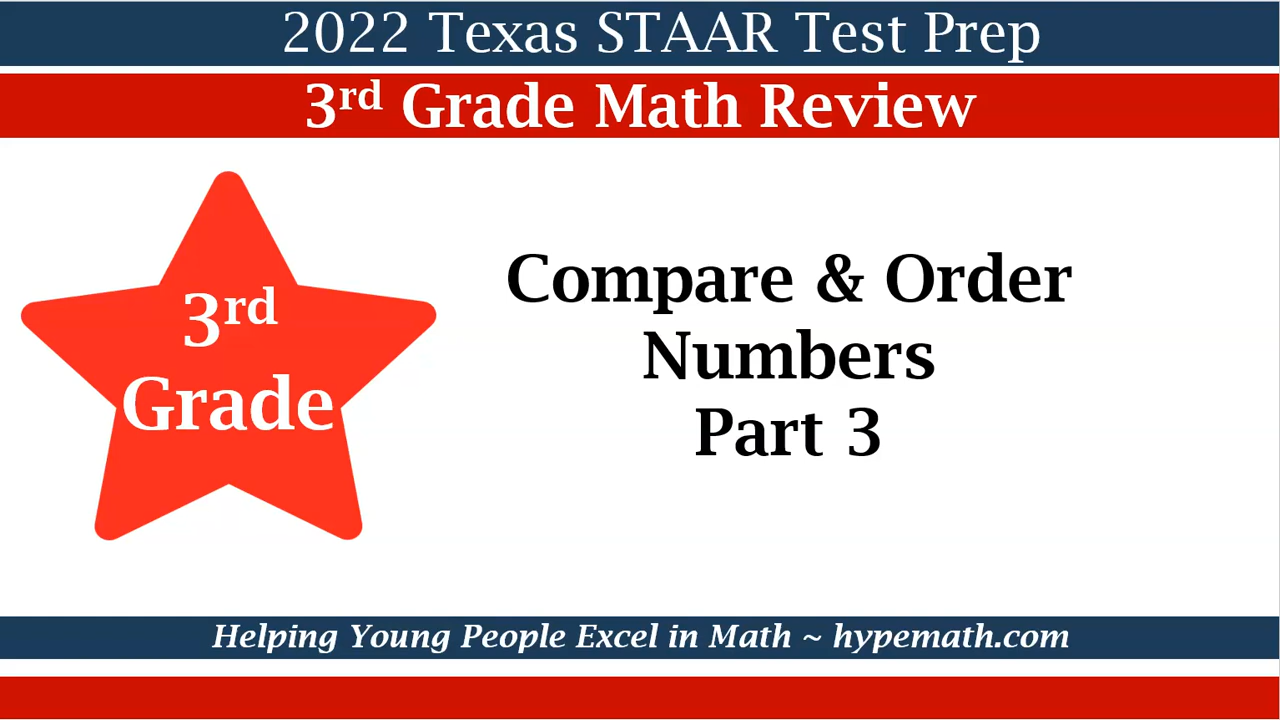 2022 Texas STAAR Test Prep
3rd Grade Math Review
3rd
Grade
Compare & Order
Numbers
Part 3
Helping Young People Excel in Math ~ hypemath.com